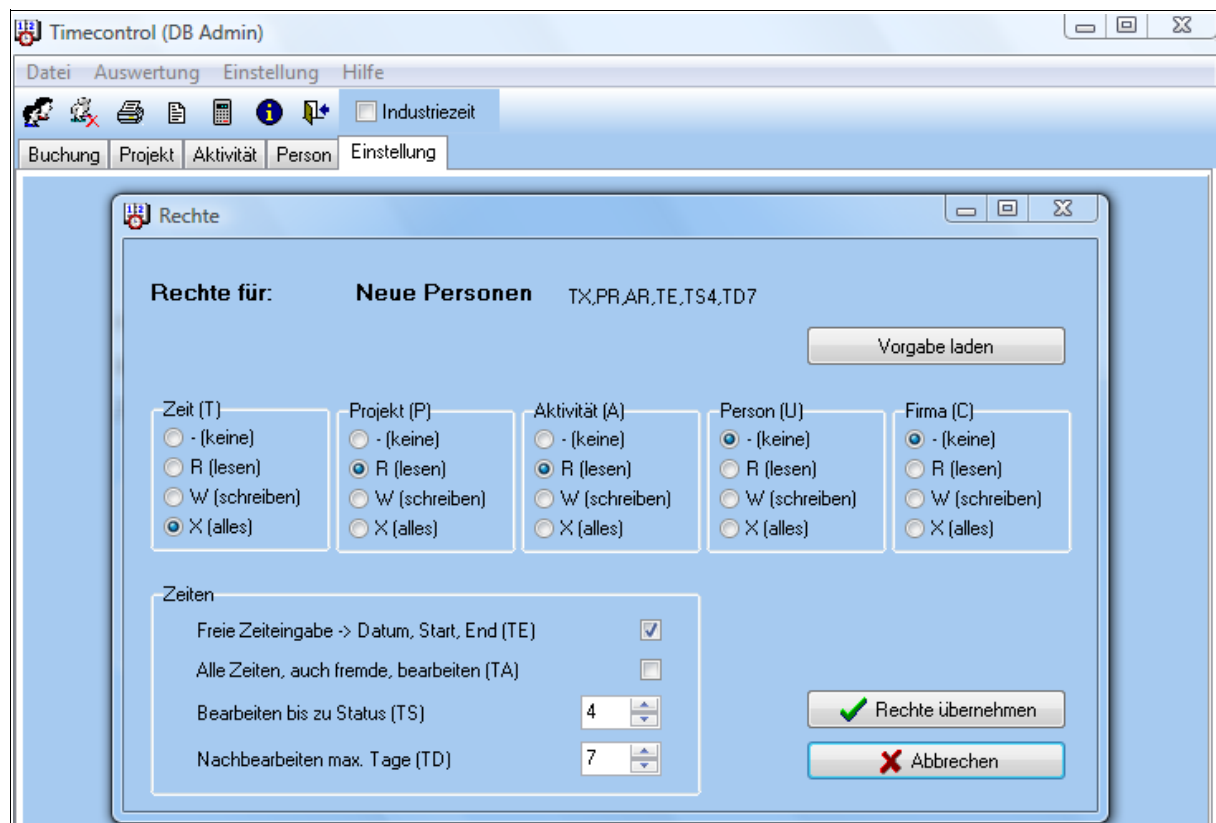 Timecontrol (DB Admin)
Datei Auswertung Einstellung Hilfe
Industriezeit
Buchung Projekt Aktivität Person Einstellung
Rechte
Rechte für: Neue Personen TX,PR,AR,TE,TS4,TD7
Vorgabe laden
Zeit (T) Projekt (P) Aktivität (A) Person (U) Firma (C)
- (keine) - (keine) - (keine) - (keine) - (keine)
R (lesen) R (lesen) R (lesen) R (lesen) R (lesen)
W (schreiben) W (schreiben) W (schreiben) W (schreiben) W (schreiben)
X (alles) X (alles) X (alles) X (alles) X (alles)
Zeiten
Freie Zeiteingabe -> Datum, Start, End (TE)
Alle Zeiten, auch fremde, bearbeiten (TA)
Bearbeiten bis zu Status (TS) 4
Rechte übernehmen
Nachbearbeiten max. Tage (TD) 7
Abbrechen